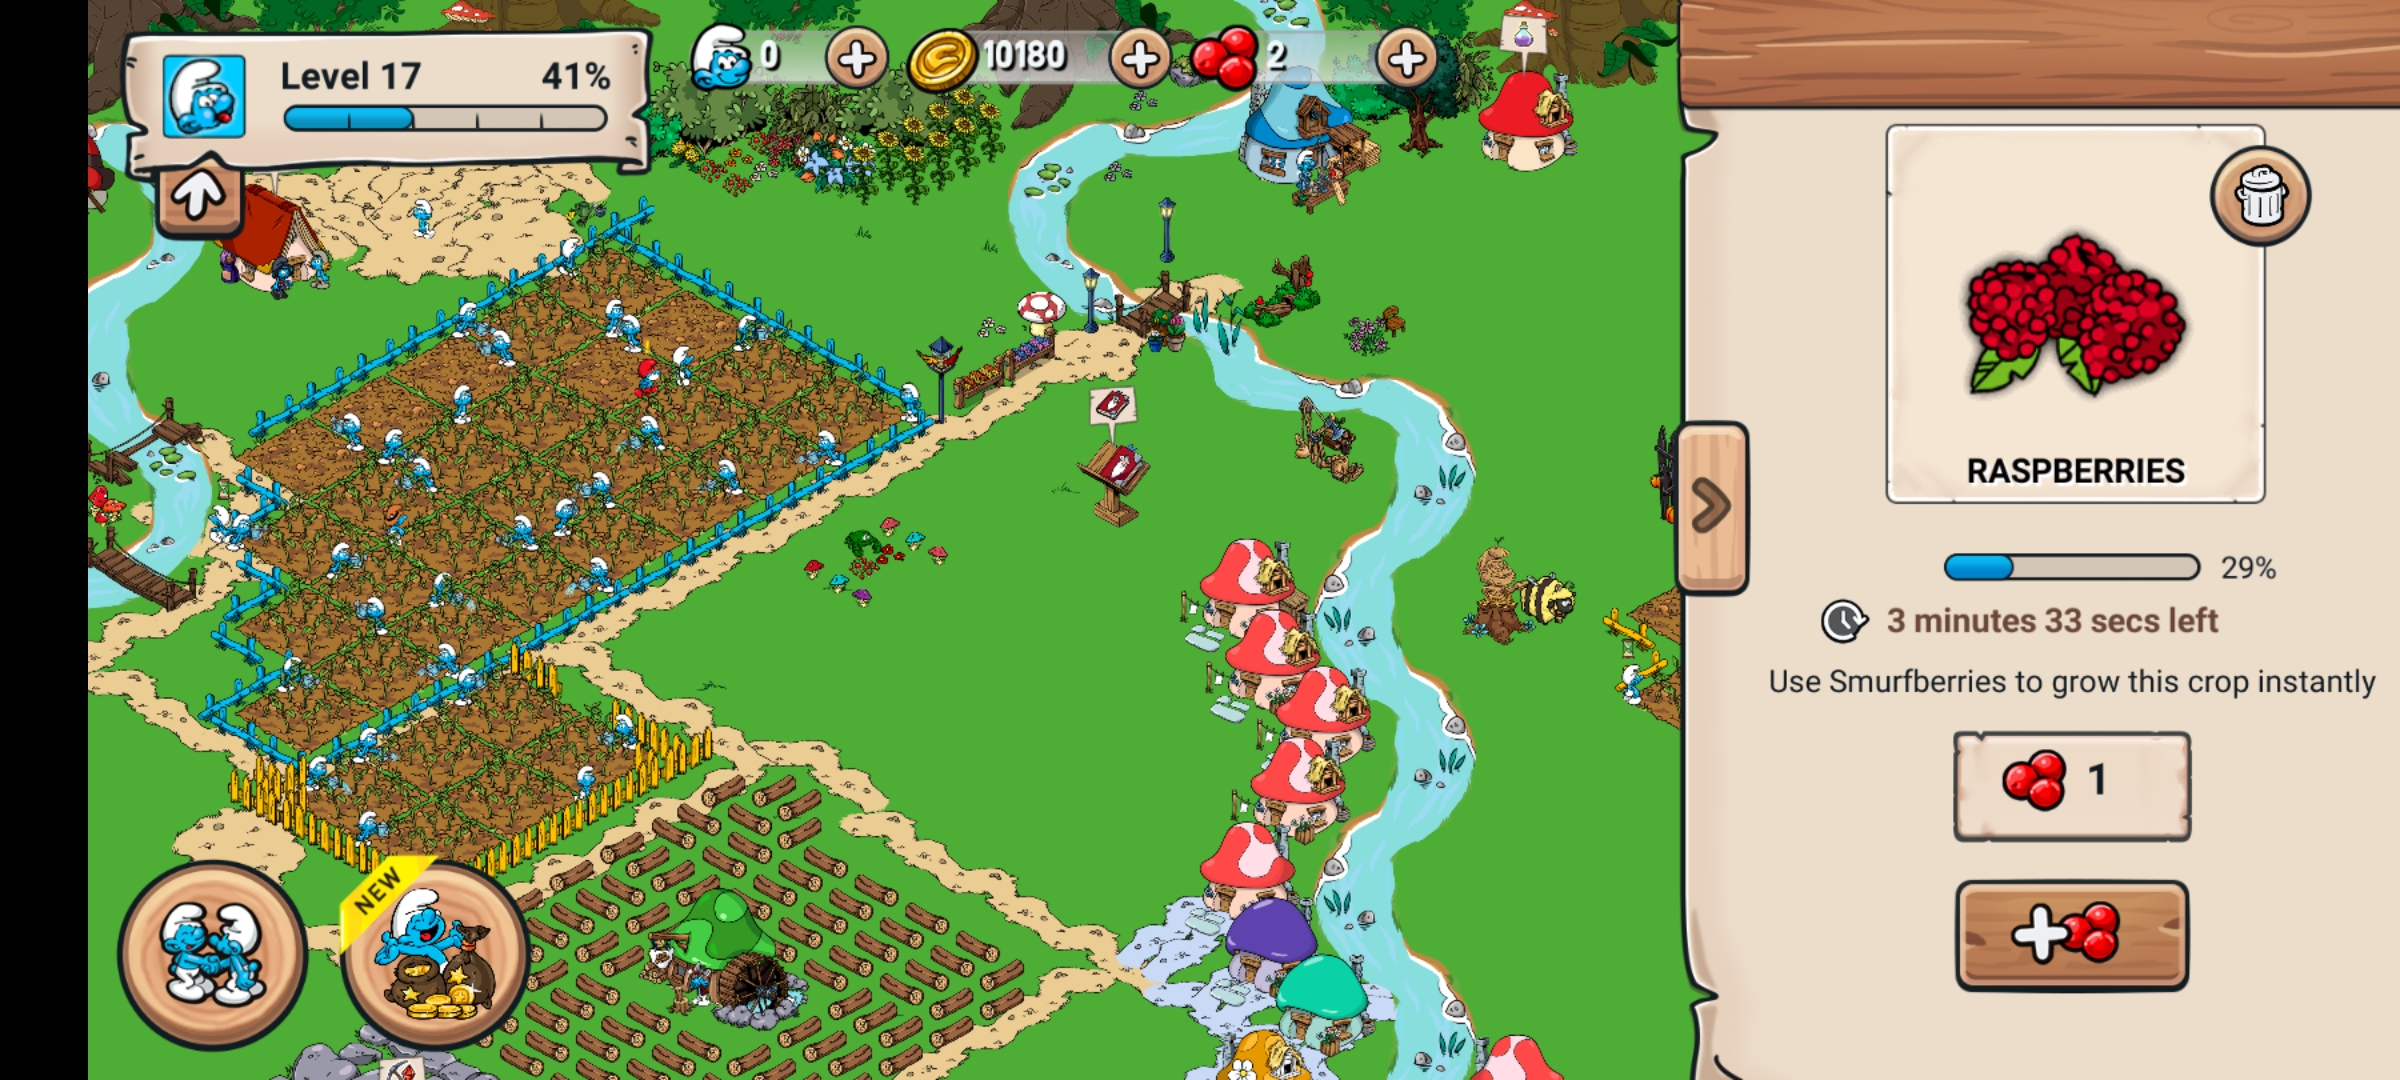 Level 17 41%
0 10180 2
RASPBERRIES
29%
3 minutes 33 secs left
Use Smurfberries to grow this crop instantly
1
NEW